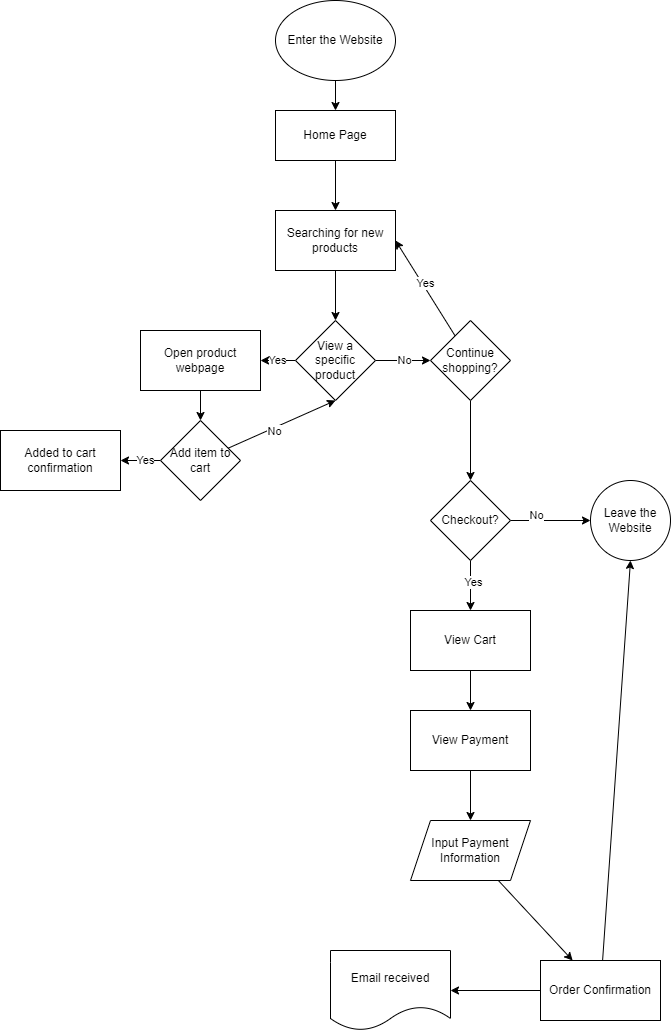 Enter the Website
Home Page
Searching for new
products
Yes
View a
specific
product
Yes
No
Continue
shopping?
Open product
webpage
No
Add item to
cart
Yes
Added to cart
confirmation
Checkout?
No
Leave the
Website
Yes
View Cart
View Payment
Input Payment
Information
Email received
Order Confirmation